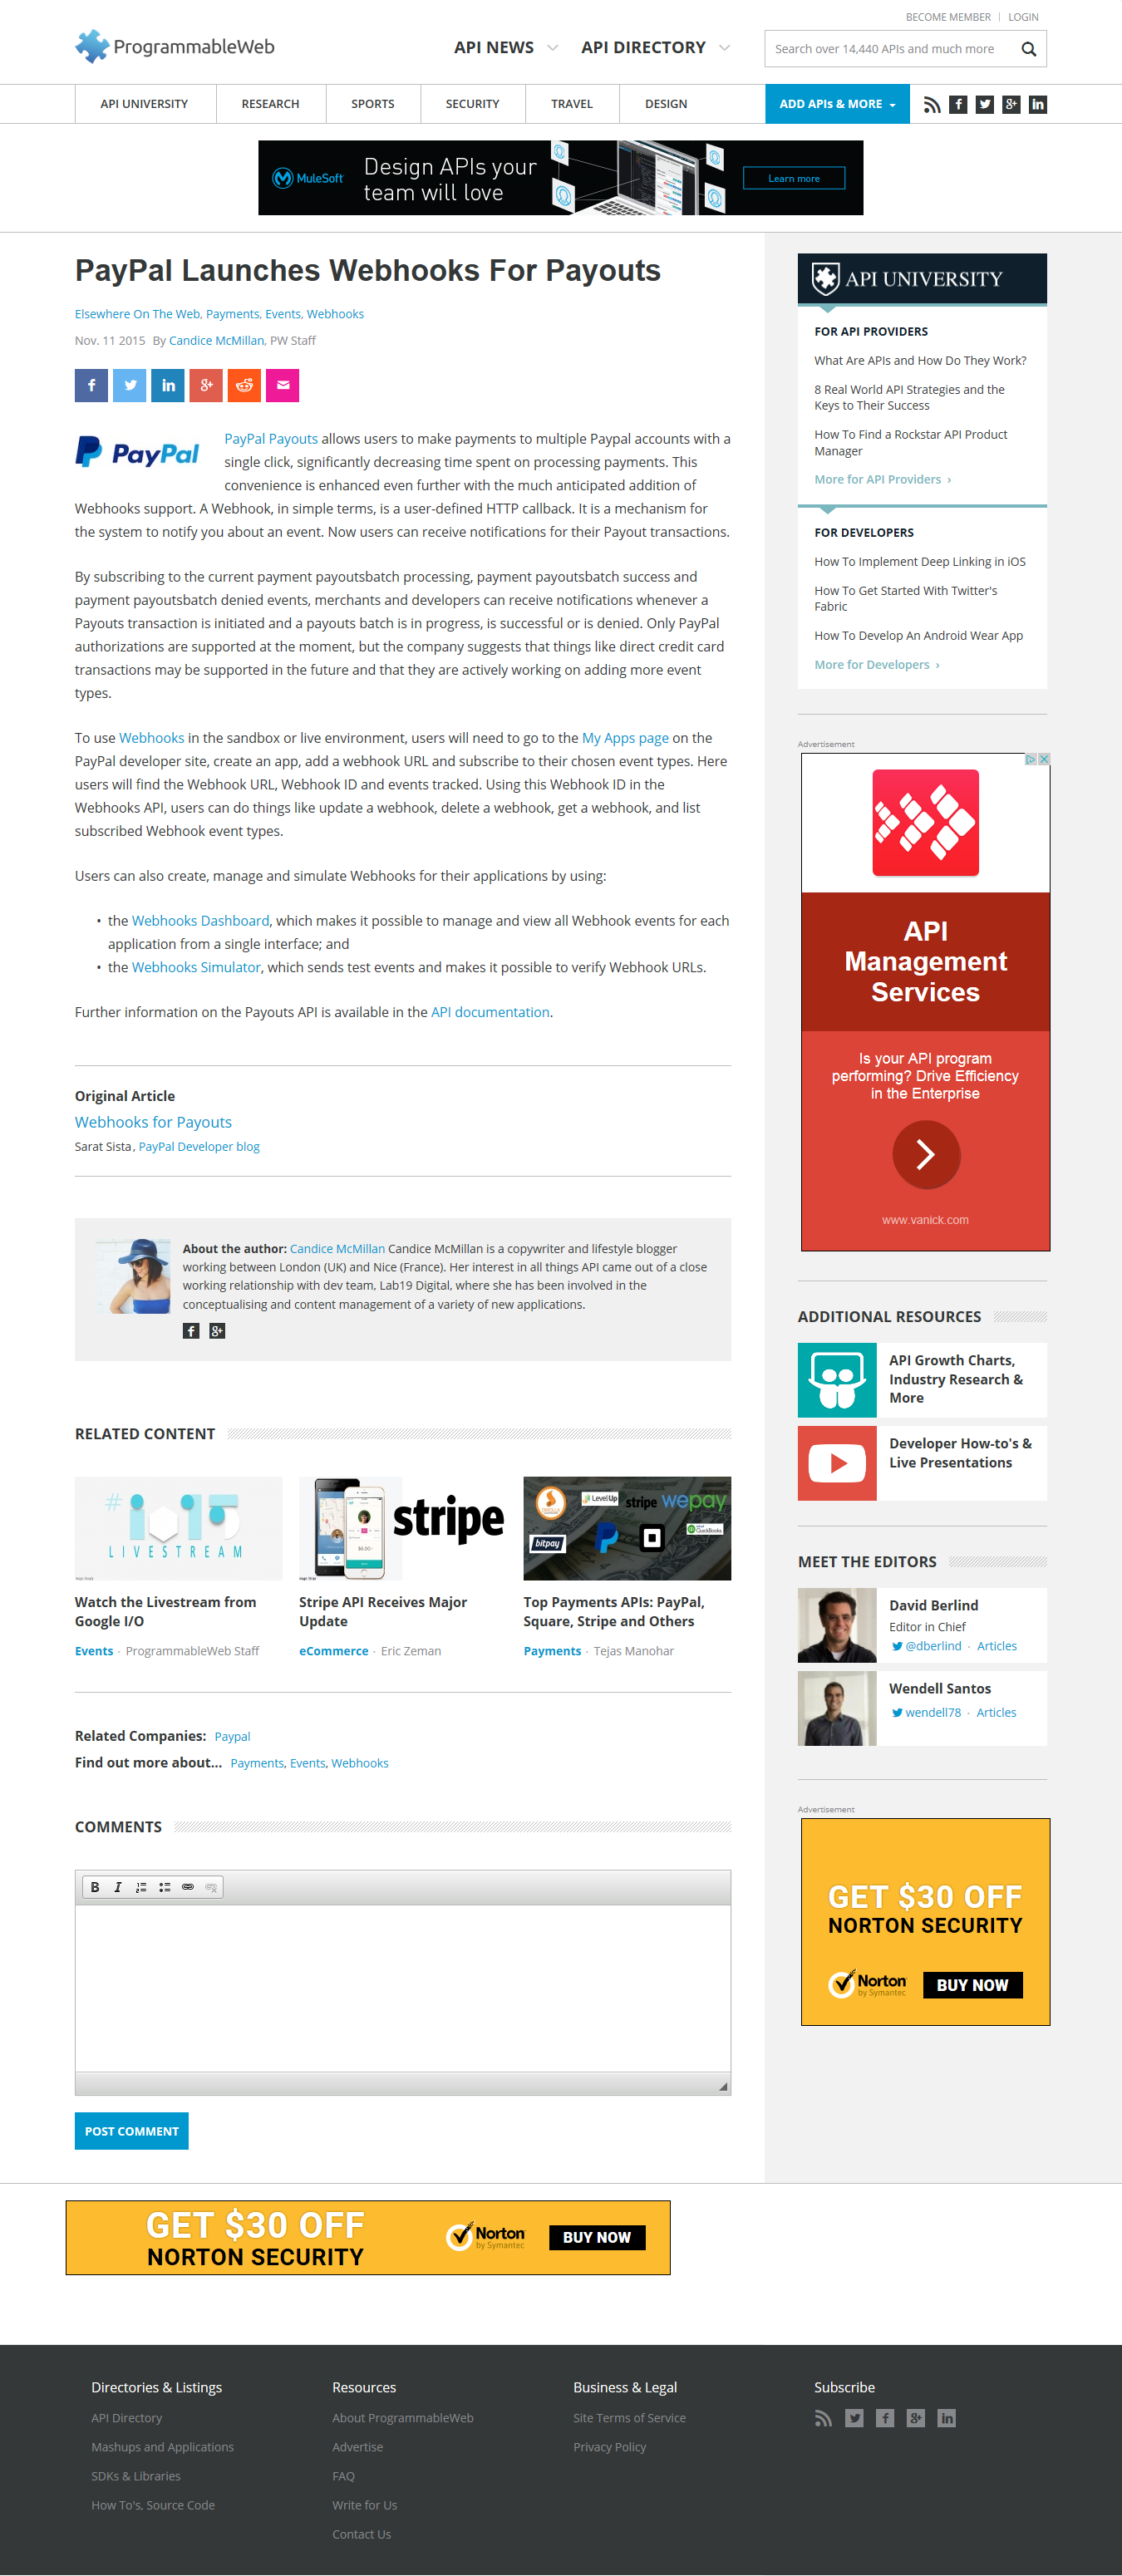 BECOME MEMBER | LOGIN
ProgrammableWeb
API NEWS
API DIRECTORY
Search over 14,440 APIs and much more
API UNIVERSITY
RESEARCH
SPORTS
SECURITY
TRAVEL
DESIGN
ADD APIs & MORE
MuleSoft
Design APIs your
team will love
Learn more
PayPal Launches Webhooks For Payouts
Elsewhere On The Web, Payments, Events, Webhooks
Nov. 11 2015 By Candice McMillan, PW Staff
PayPal
PayPal Payouts allows users to make payments to multiple Paypal accounts with a
single click, significantly decreasing time spent on processing payments. This
convenience is enhanced even further with the much anticipated addition of
Webhooks support. A Webhook, in simple terms, is a user-defined HTTP callback. It is a mechanism for
the system to notify you about an event. Now users can receive notifications for their Payout transactions.
By subscribing to the current payment payoutsbatch processing, payment payoutsbatch success and
payment payoutsbatch denied events, merchants and developers can receive notifications whenever a
Payouts transaction is initiated and a payouts batch is in progress, is successful or is denied. Only PayPal
authorizations are supported at the moment, but the company suggests that things like direct credit card
transactions may be supported in the future and that they are actively working on adding more event
types.
To use Webhooks in the sandbox or live environment, users will need to go to the My Apps page on the
PayPal developer site, create an app, add a webhook URL and subscribe to their chosen event types. Here
users will find the Webhook URL, Webhook ID and events tracked. Using this Webhook ID in the
Webhooks API, users can do things like update a webhook, delete a webhook, get a webhook, and list
subscribed Webhook event types.
Users can also create, manage and simulate Webhooks for their applications by using:
• the Webhooks Dashboard, which makes it possible to manage and view all Webhook events for each
application from a single interface; and
• the Webhooks Simulator, which sends test events and makes it possible to verify Webhook URLs.
Further information on the Payouts API is available in the API documentation.
Original Article
Webhooks for Payouts
Sarat Sista, PayPal Developer blog
About the author: Candice McMillan Candice McMillan is a copywriter and lifestyle blogger
working between London (UK) and Nice (France). Her interest in all things API came out of a close
working relationship with dev team, Lab19 Digital, where she has been involved in the
conceptualising and content management of a variety of new applications.
RELATED CONTENT
#io15
LIVESTREAM
Watch the Livestream from
Google I/O
Events · ProgrammableWeb Staff
stripe
Stripe API Receives Major
Update
eCommerce · Eric Zeman
LevelUp
stripe
wepay
bitpay
QuickBooks
Top Payments APIs: PayPal,
Square, Stripe and Others
Payments · Tejas Manohar
Related Companies: Paypal
Find out more about... Payments, Events, Webhooks
COMMENTS
B I
POST COMMENT
API UNIVERSITY
FOR API PROVIDERS
What Are APIs and How Do They Work?
8 Real World API Strategies and the
Keys to Their Success
How To Find a Rockstar API Product
Manager
More for API Providers ›
FOR DEVELOPERS
How To Implement Deep Linking in iOS
How To Get Started With Twitter's
Fabric
How To Develop An Android Wear App
More for Developers ›
Advertisement
API
Management
Services
Is your API program
performing? Drive Efficiency
in the Enterprise
www.vanick.com
ADDITIONAL RESOURCES
API Growth Charts,
Industry Research &
More
Developer How-to's &
Live Presentations
MEET THE EDITORS
David Berlind
Editor in Chief
@dberlind · Articles
Wendell Santos
wendell78 · Articles
Advertisement
GET $30 OFF
NORTON SECURITY
Norton
by Symantec
BUY NOW
GET $30 OFF
NORTON SECURITY
Norton
by Symantec
BUY NOW
Directories & Listings
API Directory
Mashups and Applications
SDKs & Libraries
How To's, Source Code
Resources
About ProgrammableWeb
Advertise
FAQ
Write for Us
Contact Us
Business & Legal
Site Terms of Service
Privacy Policy
Subscribe